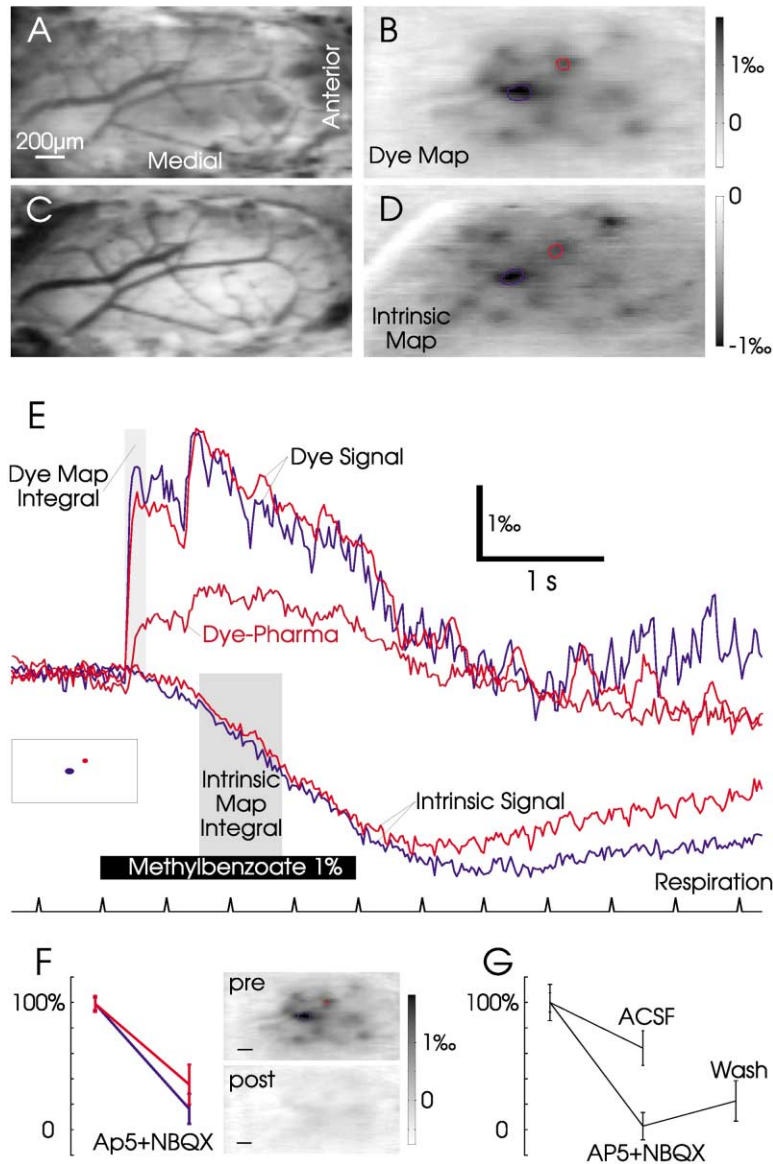 A
200µm
Medial
Anterior
B
Dye Map
1‰
0
C
D
Intrinsic
Map
0
-1‰
E
Dye Map
Integral
Dye Signal
1‰
1 s
Dye-Pharma
Intrinsic
Map
Integral
Intrinsic Signal
Methylbenzoate 1%
Respiration
F
100%
0
Ap5+NBQX
pre
post
1‰
0
G
100%
0
ACSF
Wash
AP5+NBQX